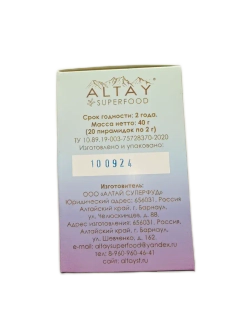 ALTAY
SUPERFOOD
Срок годности: 2 года.
Масса нетто: 40 г
(20 пирамидок по 2 г)
ТУ 10.89.19-003-75728370-2020
Изготовлено и упаковано:
100924
Изготовитель:
ООО «АЛТАЙ СУПЕРФУД»
Юридический адрес: 656031, Россия
Алтайский край, г. Барнаул,
ул. Челюскинцев, д. 88,
Адрес изготовления: 656031, Россия,
Алтайский край, г. Барнаул,
ул. Шевченко, д. 162,
e-mail: altaysuperfood@yandex.ru
тел: 8-960-960-46-41
сайт: altayst.ru